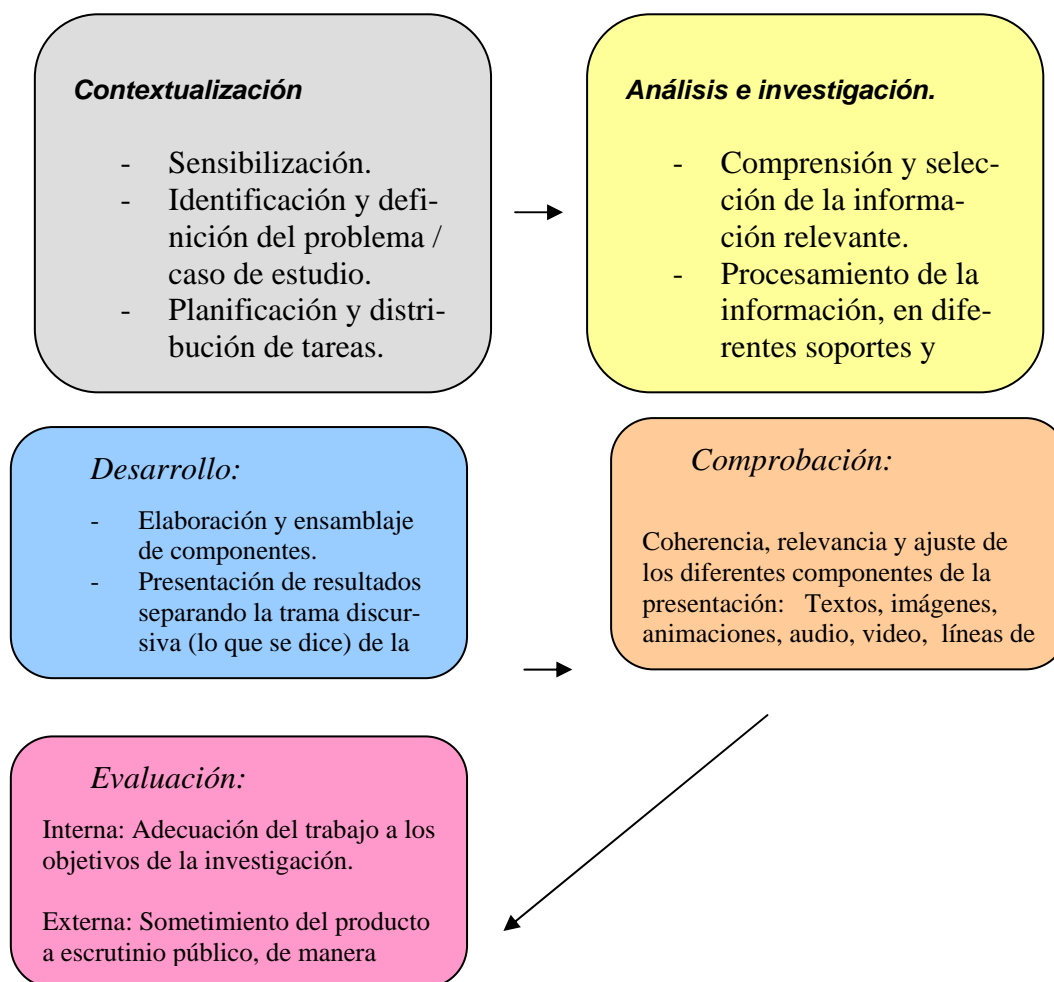 Contextualización
- Sensibilización.
- Identificación y defi-
nición del problema /
caso de estudio.
- Planificación y distri-
bución de tareas.
Análisis e investigación.
- Comprensión y selec-
ción de la informa-
ción relevante.
- Procesamiento de la
información, en dife-
rentes soportes y
Desarrollo:
- Elaboración y ensamblaje
de componentes.
- Presentación de resultados
separando la trama discur-
siva (lo que se dice) de la
Comprobación:
Coherencia, relevancia y ajuste de
los diferentes componentes de la
presentación: Textos, imágenes,
animaciones, audio, video, líneas de
Evaluación:
Interna: Adecuación del trabajo a los
objetivos de la investigación.
Externa: Sometimiento del producto
a escrutinio público, de manera